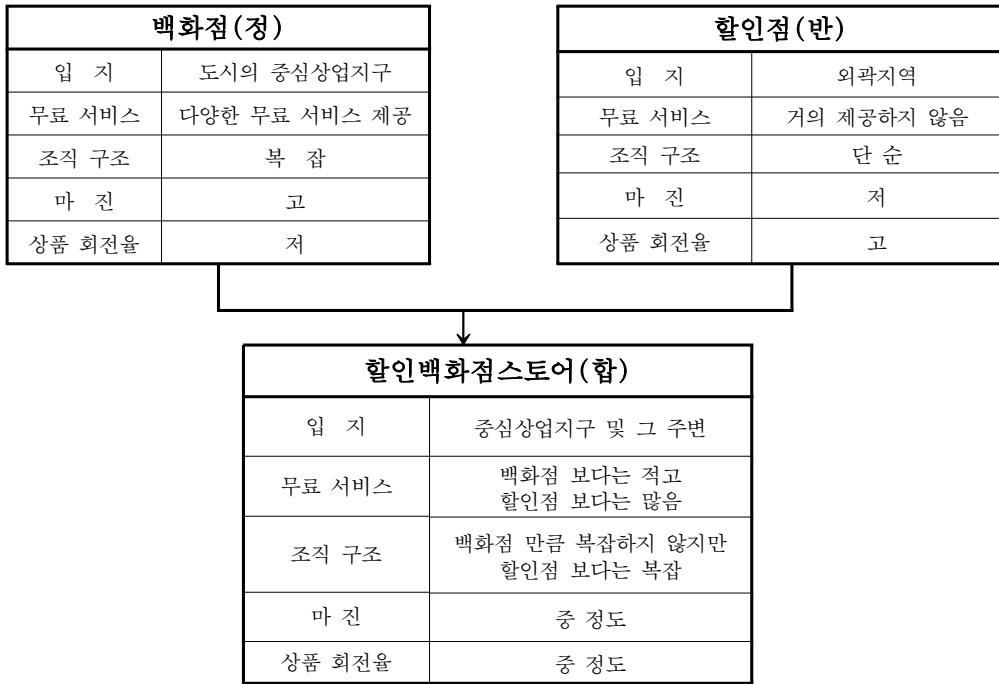 백화점(정)
입 지 도시의 중심상업지구
무료 서비스 다양한 무료 서비스 제공
조직 구조 복 잡
마 진 고
상품 회전율 저
할인점(반)
입 지 외곽지역
무료 서비스 거의 제공하지 않음
조직 구조 단 순
마 진 저
상품 회전율 고
할인백화점스토어(합)
입 지 중심상업지구 및 그 주변
무료 서비스 백화점 보다는 적고
할인점 보다는 많음
조직 구조 백화점 만큼 복잡하지 않지만
할인점 보다는 복잡
마 진 중 정도
상품 회전율 중 정도